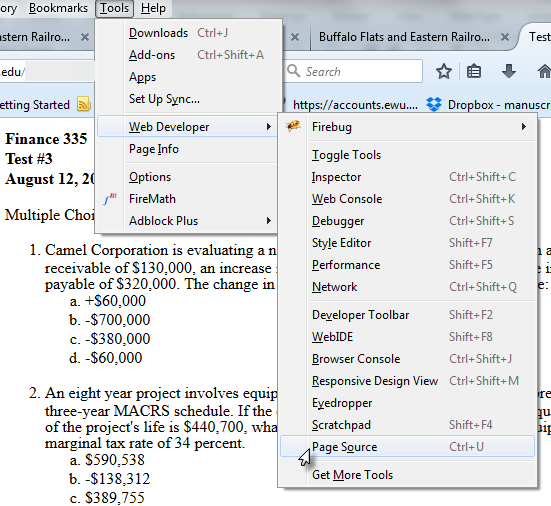 ory Bookmarks Tools Help
astern Railro... × Buffalo Flats and Eastern Railro... × Test
.edu/ Search
etting Started https://accounts.ewu.... Dropbox - manuscr
Downloads Ctrl+J
Add-ons Ctrl+Shift+A
Apps
Set Up Sync...
Web Developer
Page Info
Options
FireMath
Adblock Plus
Firebug
Toggle Tools
Inspector Ctrl+Shift+C
Web Console Ctrl+Shift+K
Debugger Ctrl+Shift+S
Style Editor Shift+F7
Performance Shift+F5
Network Ctrl+Shift+Q
Developer Toolbar Shift+F2
WebIDE Shift+F8
Browser Console Ctrl+Shift+J
Responsive Design View Ctrl+Shift+M
Eyedropper
Scratchpad Shift+F4
Page Source Ctrl+U
Get More Tools
Finance 335
Test #3
August 12, 20
Multiple Choi
1. Camel Corporation is evaluating a n
receivable of $130,000, an increase
payable of $320,000. The change in
a. +$60,000
b. -$700,000
c. -$380,000
d. -$60,000
2. An eight year project involves equip
three-year MACRS schedule. If the
of the project's life is $440,700, wha
marginal tax rate of 34 percent.
a. $590,538
b. -$138,312
c. $389,755